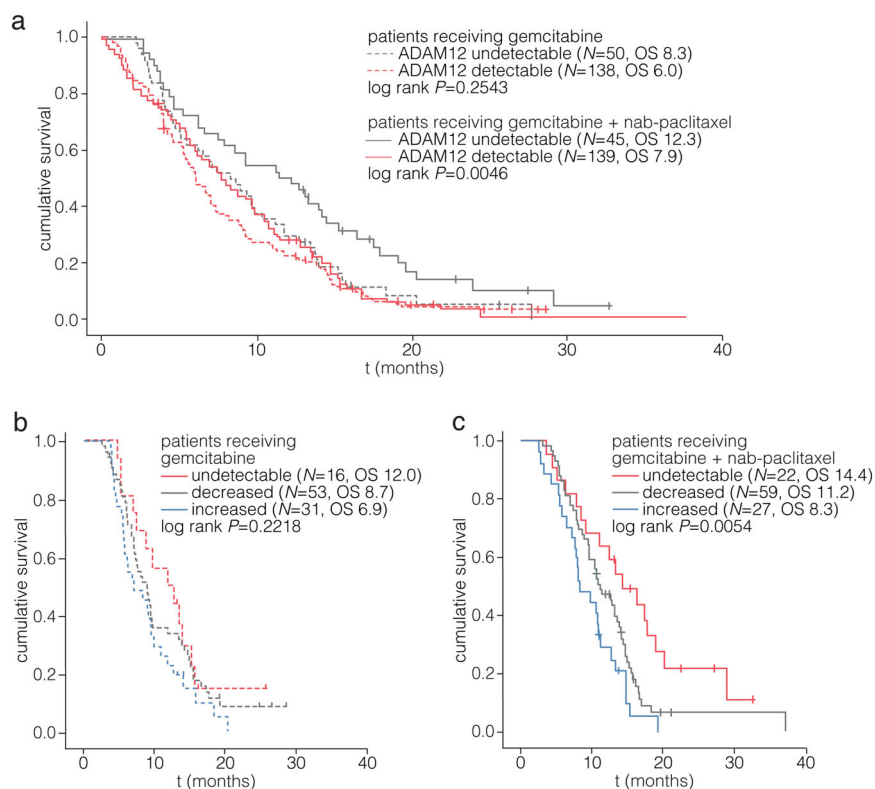 a
patients receiving gemcitabine
ADAM12 undetectable (N=50, OS 8.3)
ADAM12 detectable (N=138, OS 6.0)
log rank P=0.2543
patients receiving gemcitabine + nab-paclitaxel
ADAM12 undetectable (N=45, OS 12.3)
ADAM12 detectable (N=139, OS 7.9)
log rank P=0.0046
cumulative survival
1.0
0.8
0.6
0.4
0.2
0.0
0 10 20 30 40
t (months)
b
patients receiving
gemcitabine
undetectable (N=16, OS 12.0)
decreased (N=53, OS 8.7)
increased (N=31, OS 6.9)
log rank P=0.2218
cumulative survival
1.0
0.8
0.6
0.4
0.2
0.0
0 10 20 30 40
t (months)
c
patients receiving
gemcitabine + nab-paclitaxel
undetectable (N=22, OS 14.4)
decreased (N=59, OS 11.2)
increased (N=27, OS 8.3)
log rank P=0.0054
cumulative survival
1.0
0.8
0.6
0.4
0.2
0.0
0 10 20 30 40
t (months)